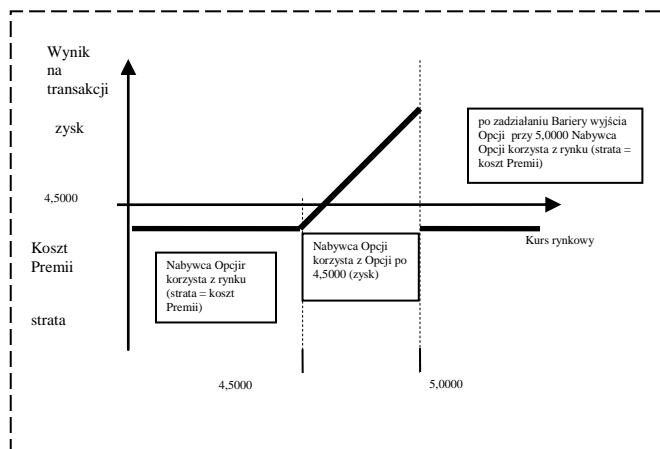 Wynik
na
transakcji
zysk
po zadziałaniu Bariery wyjścia
Opcji przy 5,0000 Nabywca
Opcji korzysta z rynku (strata =
koszt Premii)
4,5000
Kurs rynkowy
Koszt
Premii
Nabywca Opcjir
korzysta z rynku
(strata = koszt
Premii)
Nabywca Opcji
korzysta z Opcji po
4,5000 (zysk)
strata
4,5000
5,0000